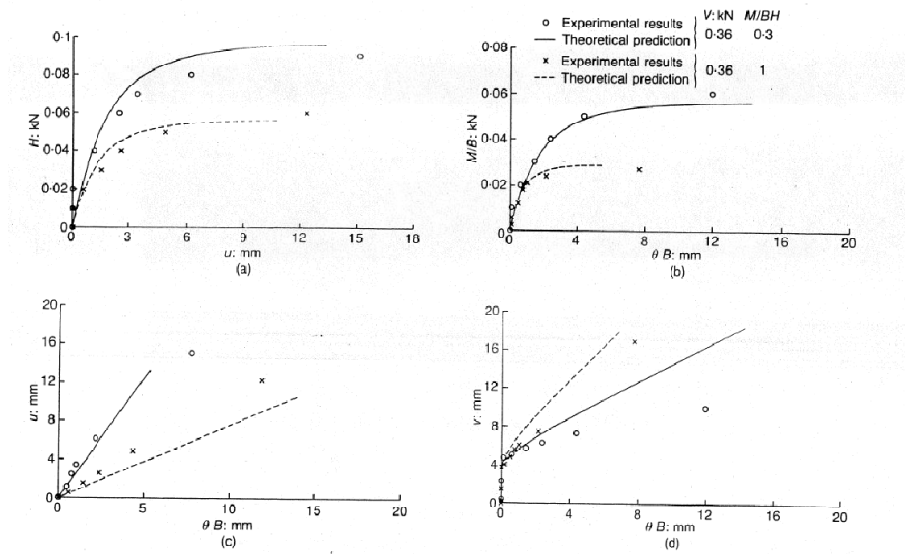 V: kN M/BH
Experimental results
Theoretical prediction
0·36 0·3
Experimental results
Theoretical prediction
0·36 1
0·1
0·08
0·06
0·04
0·02
0
H: kN
0 3 6 9 12 15 18
u: mm
(a)
0·08
0·06
0·04
0·02
0
M/B: kN
0 4 8 12 16 20
θ B: mm
(b)
20
16
12
8
4
0
u: mm
0 5 10 15 20
θ B: mm
(c)
20
16
12
8
4
0
v: mm
0 4 8 12 16 20
θ B: mm
(d)